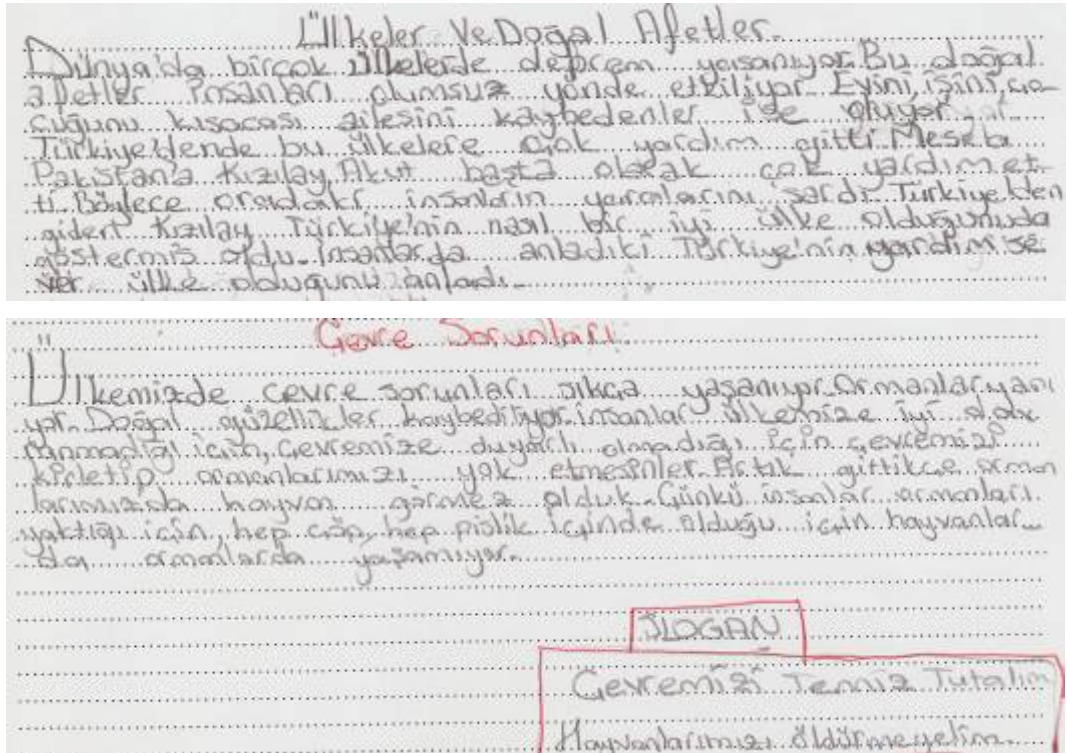 Ülkeler Ve Doğal Afetler.
Dünya'da birçok ülkelerde deprem yaşanıyor. Bu doğal
afetler insanları olumsuz yönde etkiliyor. Evini, işini, ço
cuğunu kısacası ailesini kaybedenler ise oluyor.
Türkiye'dende bu ülkelere çok yardım gitti. Mesela
Pakistan'a Kızılay, Akut başta olarak çok yardım et-
ti. Böylece oradaki insanların yaralarını sardı. Türkiye'den
giden Kızılay Türkiye'nin nasıl bir iyi ülke olduğunuda
göstermiş oldu. İnsanlarda anladıki Türkiye'nin yardımse
ver ülke olduğunu anladı.
Çevre Sorunları
Ülkemizde çevre sorunları sıkça yaşanıyor. Ormanlar yanı
yor. Doğal güzellikler kaybediliyor. insanlar ülkemize iyi
için, Çevremize duyarlı olmadığı için çevremizi
kirletip ormanlarımızı yok etmesinler. Artık gittikçe orman
larımızda hayvan görmez olduk. Çünkü insanlar ormanları
yaktığı için, hep çöp, hep pislik içinde olduğu için hayvanlar
da ormanlarda yaşamıyor.
SLOGAN
Çevremizi Temiz Tutalım
Hayvanlarımızı öldürmeyelim.